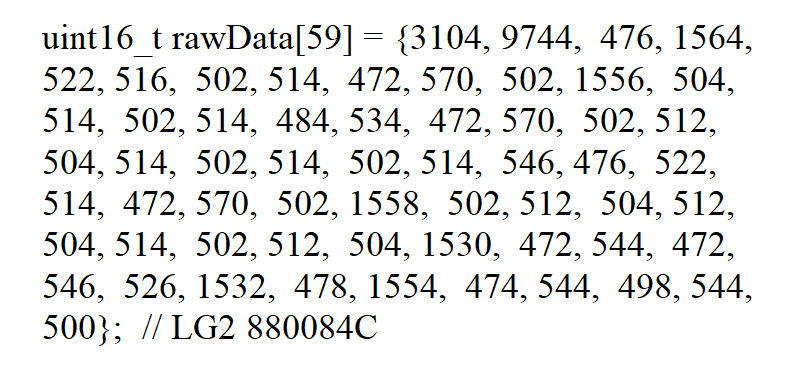 uint16_t rawData[59] = {3104, 9744,  476, 1564,
522, 516,  502, 514,  472, 570,  502, 1556,  504,
514,  502, 514,  484, 534,  472, 570,  502, 512,
504, 514,  502, 514,  502, 514,  546, 476,  522,
514,  472, 570,  502, 1558,  502, 512,  504, 512,
504, 514,  502, 512,  504, 1530,  472, 544,  472,
546,  526, 1532,  478, 1554,  474, 544,  498, 544,
500};  // LG2 880084C